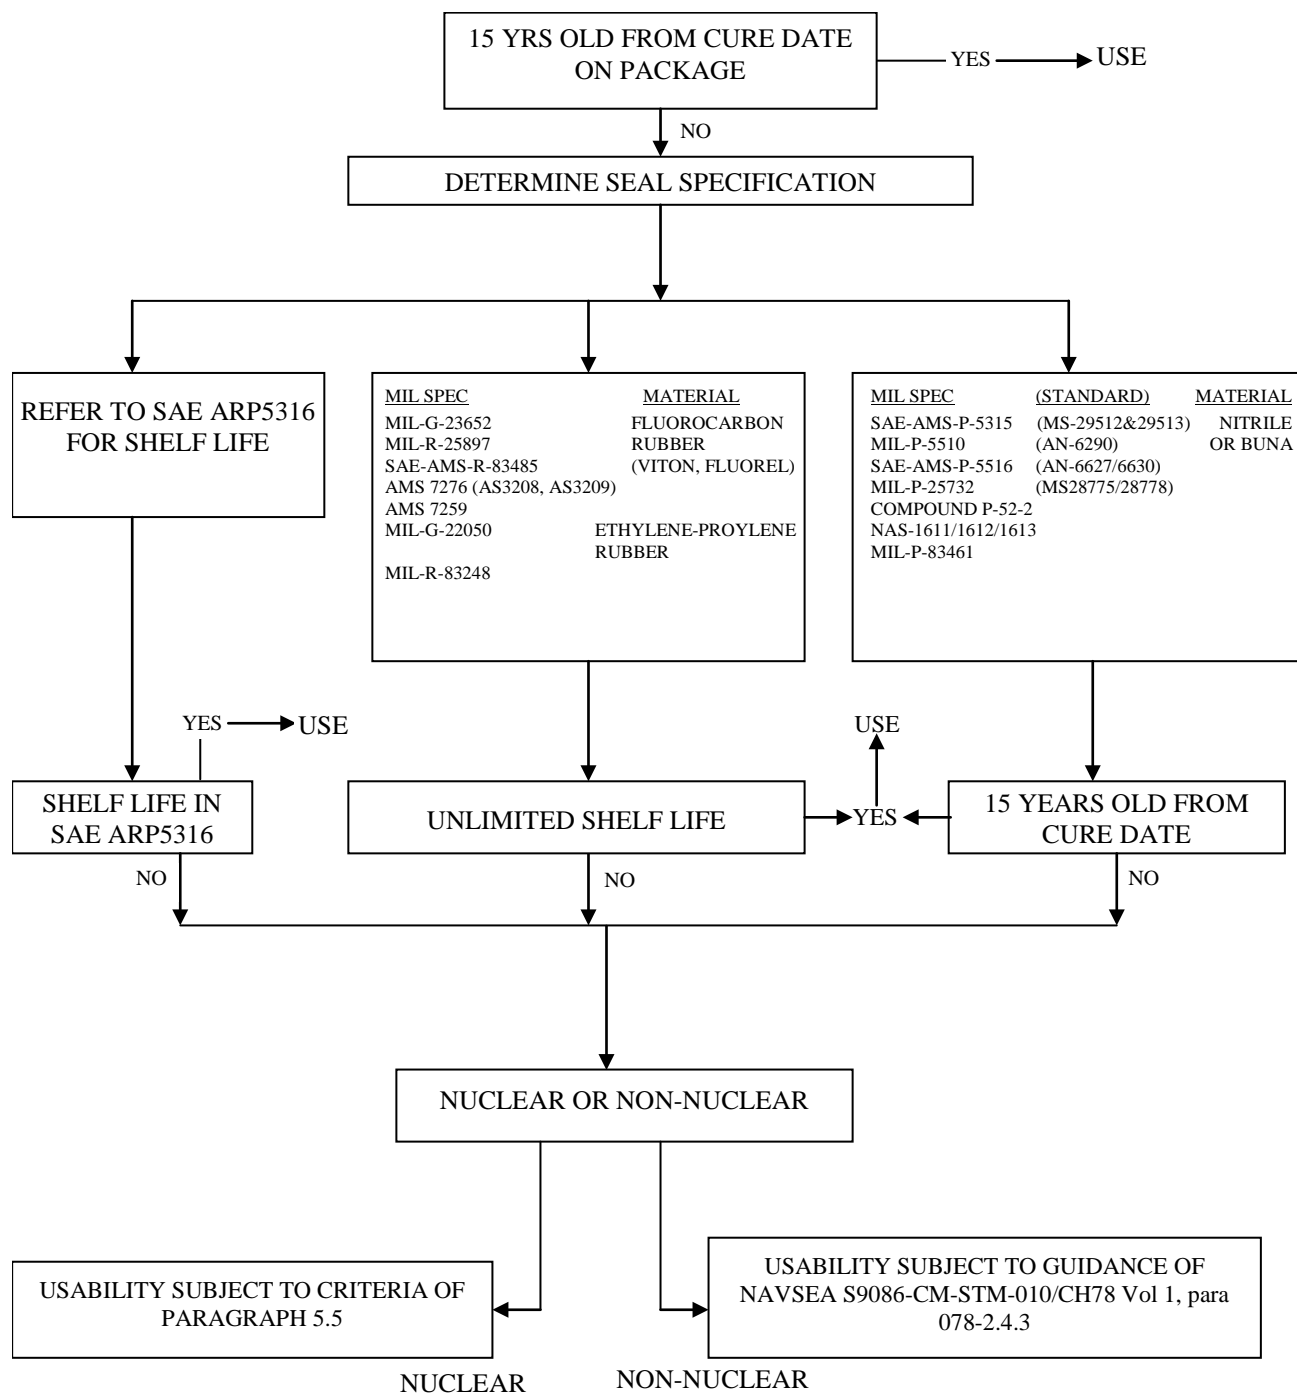 15 YRS OLD FROM CURE DATE
ON PACKAGE
YES
USE
NO
DETERMINE SEAL SPECIFICATION
REFER TO SAE ARP5316
FOR SHELF LIFE
MIL SPEC MATERIAL
MIL-G-23652 FLUOROCARBON
MIL-R-25897 RUBBER
SAE-AMS-R-83485 (VITON, FLUOREL)
AMS 7276 (AS3208, AS3209)
AMS 7259
MIL-G-22050 ETHYLENE-PROYLENE
RUBBER
MIL-R-83248
MIL SPEC (STANDARD) MATERIAL
SAE-AMS-P-5315 (MS-29512&29513) NITRILE
MIL-P-5510 (AN-6290) OR BUNA
SAE-AMS-P-5516 (AN-6627/6630)
MIL-P-25732 (MS28775/28778)
COMPOUND P-52-2
NAS-1611/1612/1613
MIL-P-83461
YES
USE
USE
SHELF LIFE IN
SAE ARP5316
UNLIMITED SHELF LIFE
YES
15 YEARS OLD FROM
CURE DATE
NO
NO
NO
NUCLEAR OR NON-NUCLEAR
USABILITY SUBJECT TO CRITERIA OF
PARAGRAPH 5.5
USABILITY SUBJECT TO GUIDANCE OF
NAVSEA S9086-CM-STM-010/CH78 Vol 1, para
078-2.4.3
NUCLEAR
NON-NUCLEAR